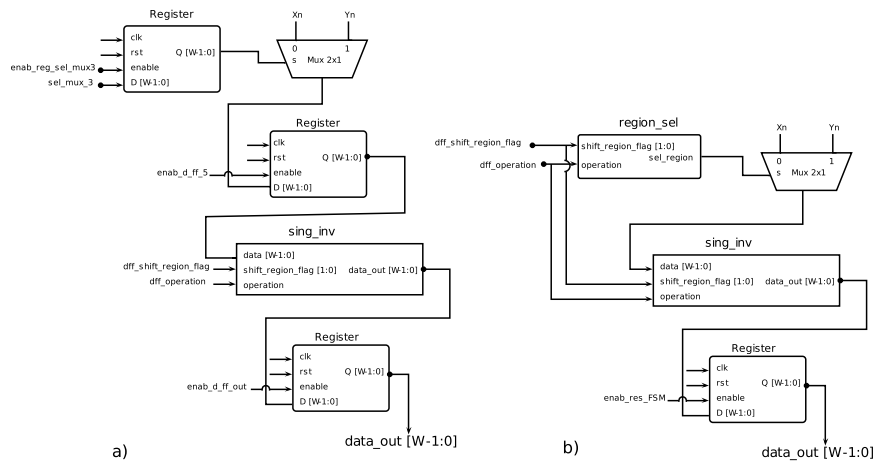 Register
clk
rst
enable
D [W-1:0]
Q [W-1:0]
enab_reg_sel_mux3
sel_mux_3
Xn
Yn
0
1
s
Mux 2x1
Register
clk
rst
enable
D [W-1:0]
Q [W-1:0]
enab_d_ff_5
sing_inv
data [W-1:0]
shift_region_flag [1:0]
operation
data_out [W-1:0]
dff_shift_region_flag
dff_operation
Register
clk
rst
enable
D [W-1:0]
Q [W-1:0]
enab_d_ff_out
data_out [W-1:0]
a)
region_sel
dff_shift_region_flag
dff_operation
shift_region_flag [1:0]
sel_region
operation
Xn
Yn
0
1
s
Mux 2x1
sing_inv
data [W-1:0]
shift_region_flag [1:0]
operation
data_out [W-1:0]
Register
clk
rst
enable
D [W-1:0]
Q [W-1:0]
enab_res_FSM
data_out [W-1:0]
b)